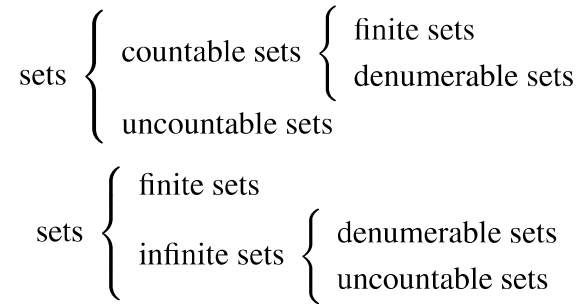 finite sets
countable sets
denumerable sets
sets
uncountable sets
finite sets
sets
infinite sets
denumerable sets
uncountable sets